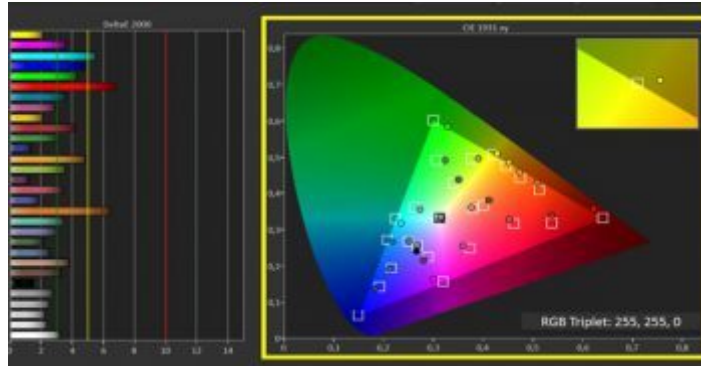 DeltaE 2000
0 2 4 6 8 10 12 14
CIE 1931 xy
0,8
0,7
0,6
0,5
0,4
0,3
0,2
0,1
0
0 0,1 0,2 0,3 0,4 0,5 0,6 0,7 0,8
RGB Triplet: 255, 255, 0